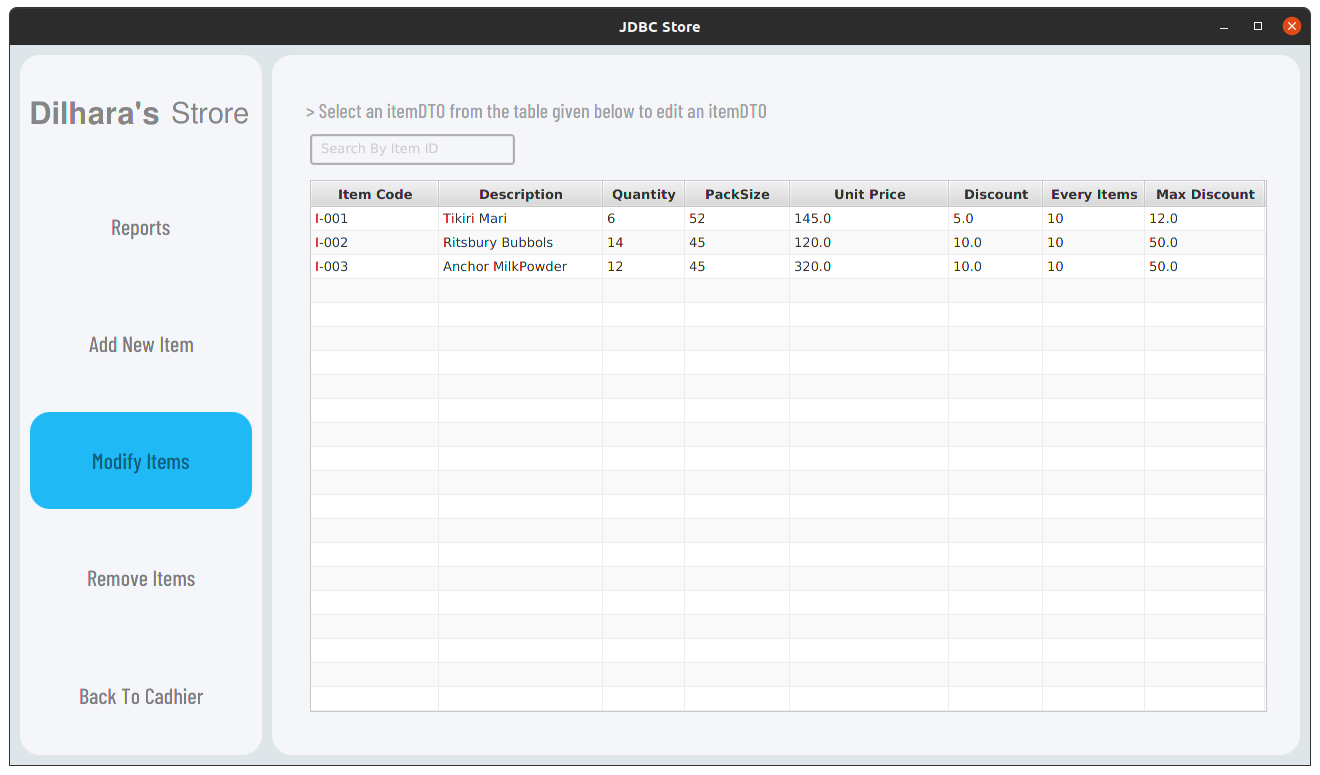 JDBC Store
Dilhara's Strore
Reports
Add New Item
Modify Items
Remove Items
Back To Cadhier
> Select an itemDTO from the table given below to edit an itemDTO
Search By Item ID
Item Code Description Quantity PackSize Unit Price Discount Every Items Max Discount
I-001 Tikiri Mari 6 52 145.0 5.0 10 12.0
I-002 Ritsbury Bubbols 14 45 120.0 10.0 10 50.0
I-003 Anchor MilkPowder 12 45 320.0 10.0 10 50.0